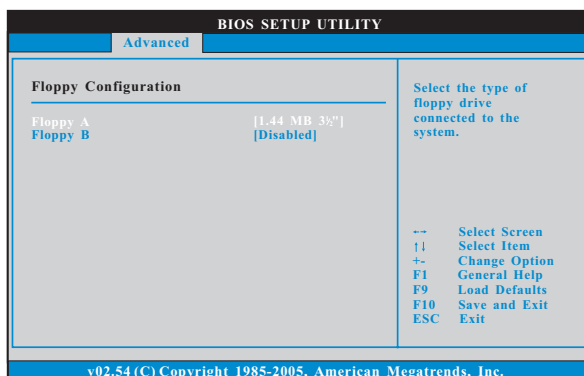 BIOS SETUP UTILITY
Advanced
Floppy Configuration
Floppy A [1.44 MB 3½"]
Floppy B [Disabled]
Select the type of
floppy drive
connected to the
system.
←→ Select Screen
↑↓ Select Item
+- Change Option
F1 General Help
F9 Load Defaults
F10 Save and Exit
ESC Exit
v02.54 (C) Copyright 1985-2005, American Megatrends, Inc.